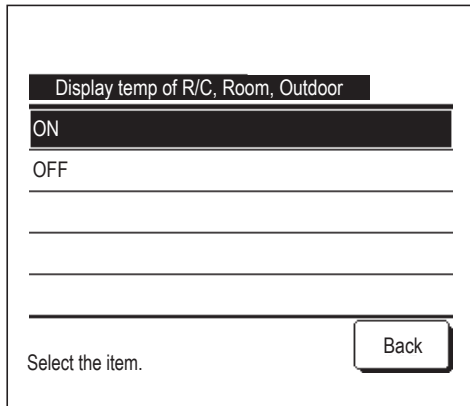 Display temp of R/C, Room, Outdoor
ON
OFF
Select the item.
Back